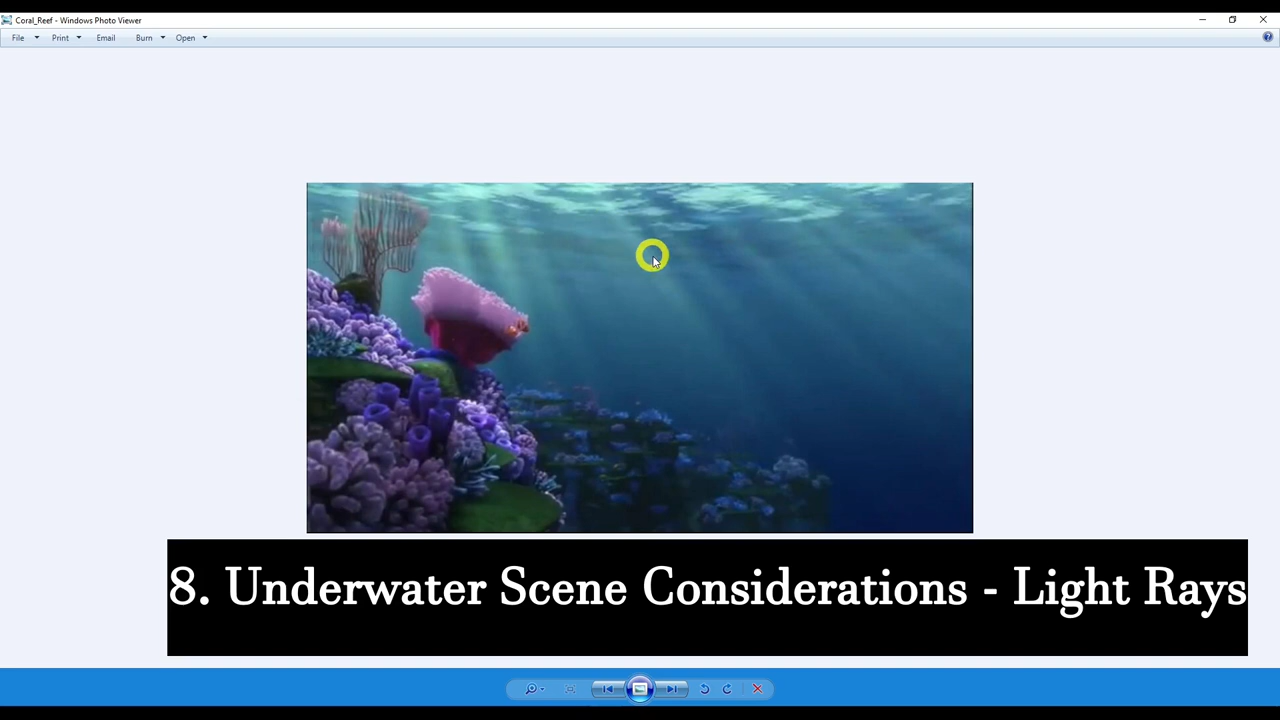 Coral_Reef - Windows Photo Viewer
File Print Email Burn Open
8. Underwater Scene Considerations - Light Rays